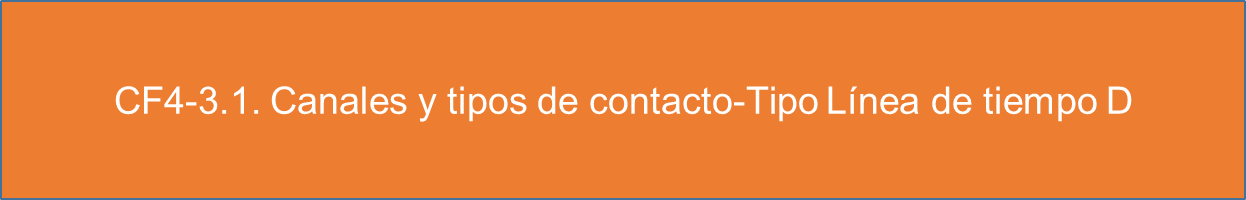 CF4-3.1. Canales y tipos de contacto-Tipo Línea de tiempo D